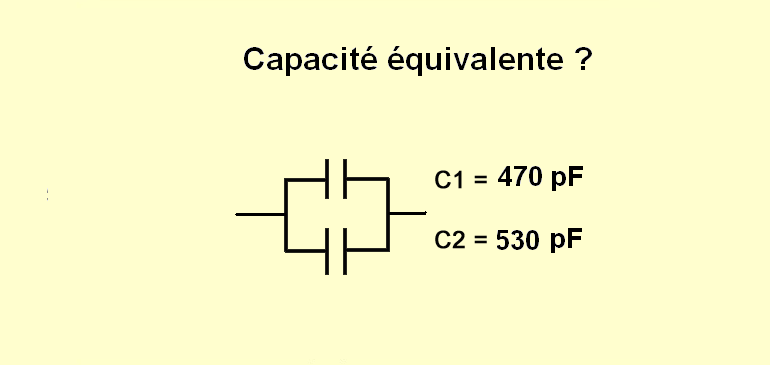 Capacité équivalente ?
C1 = 470 pF
C2 = 530 pF